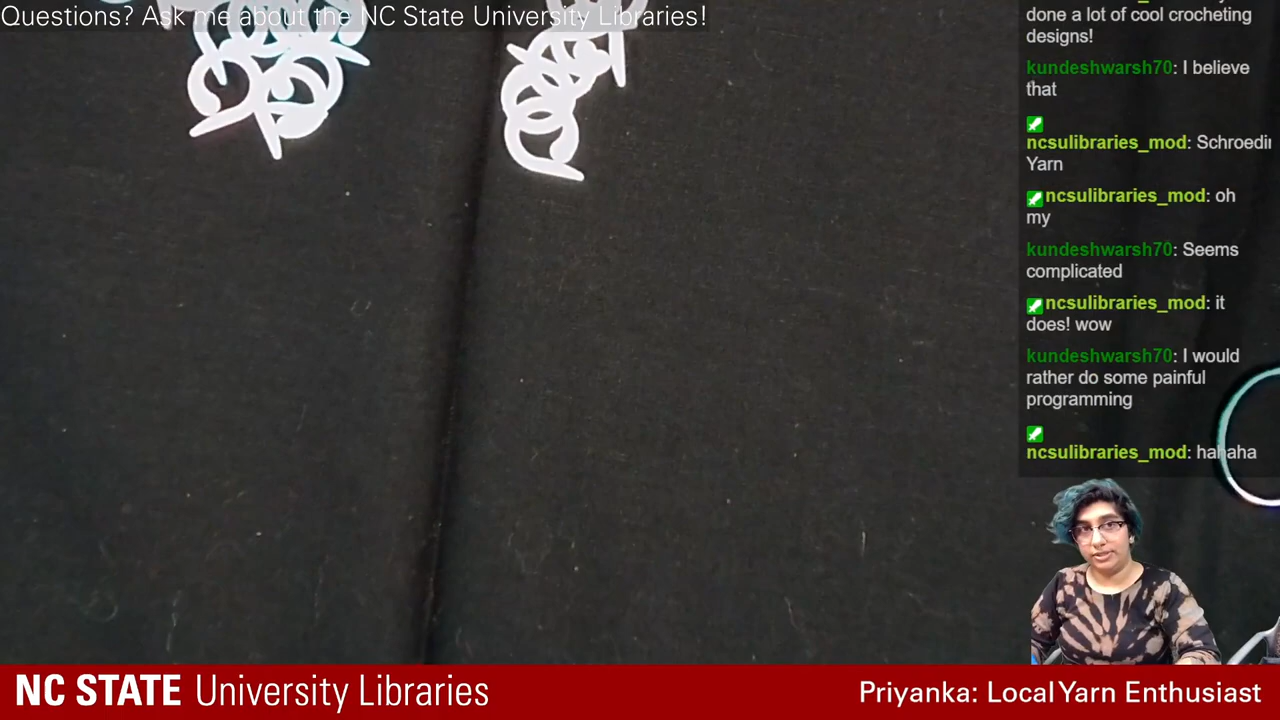 Questions? Ask me about the NC State University Libraries!
done a lot of cool crocheting
designs!
kundeshwarsh70: I believe
that
ncsulibraries_mod: Schroedi
Yarn
ncsulibraries_mod: oh
my
kundeshwarsh70: Seems
complicated
ncsulibraries_mod: it
does! wow
kundeshwarsh70: I would
rather do some painful
programming
ncsulibraries_mod: hahaha
NC STATE University Libraries
Priyanka: Local Yarn Enthusiast